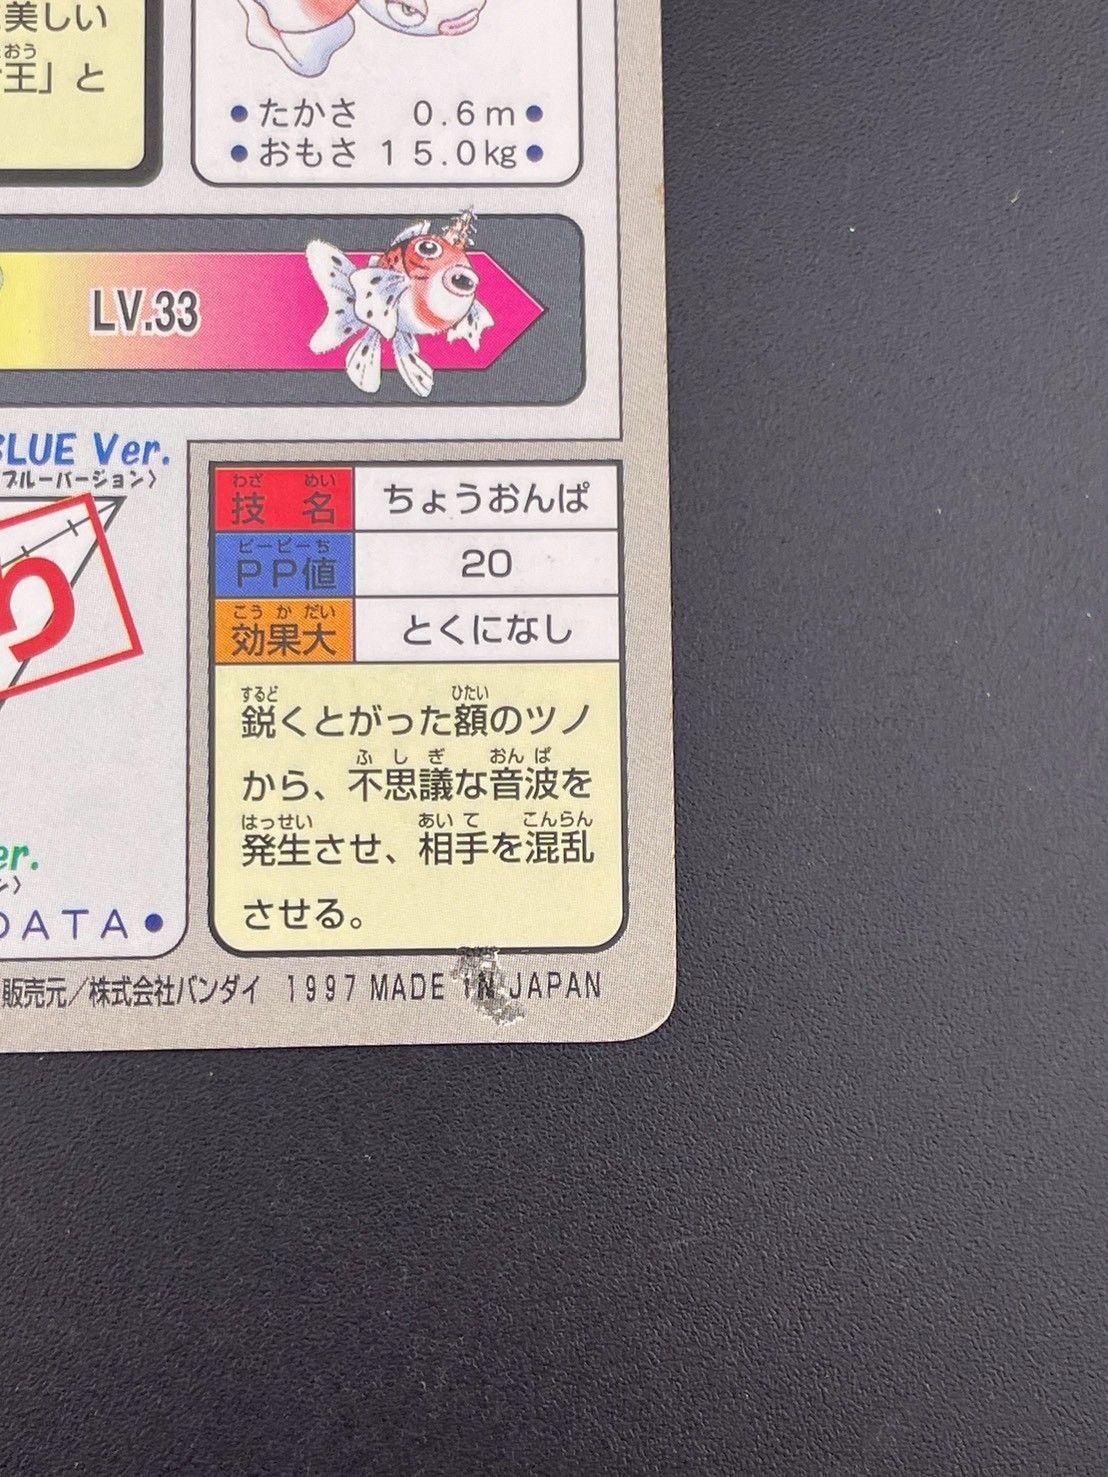 美しい
おう
王」と
●たかさ 0.6m●
●おもさ 15.0kg●
LV.33
BLUE Ver.
ブルーバージョン〉
わざ めい
技名 ちょうおんぱ
ピーピーち
PP値 20
こうかだい
効果大 とくになし
するど ひたい
鋭くとがった額のツノ
ふしぎ おんぱ
から、不思議な音波を
はっせい あいて こんらん
発生させ、相手を混乱
させる。
er.
ン〉
DATA●
販売元／株式会社バンダイ 1997 MADE IN JAPAN